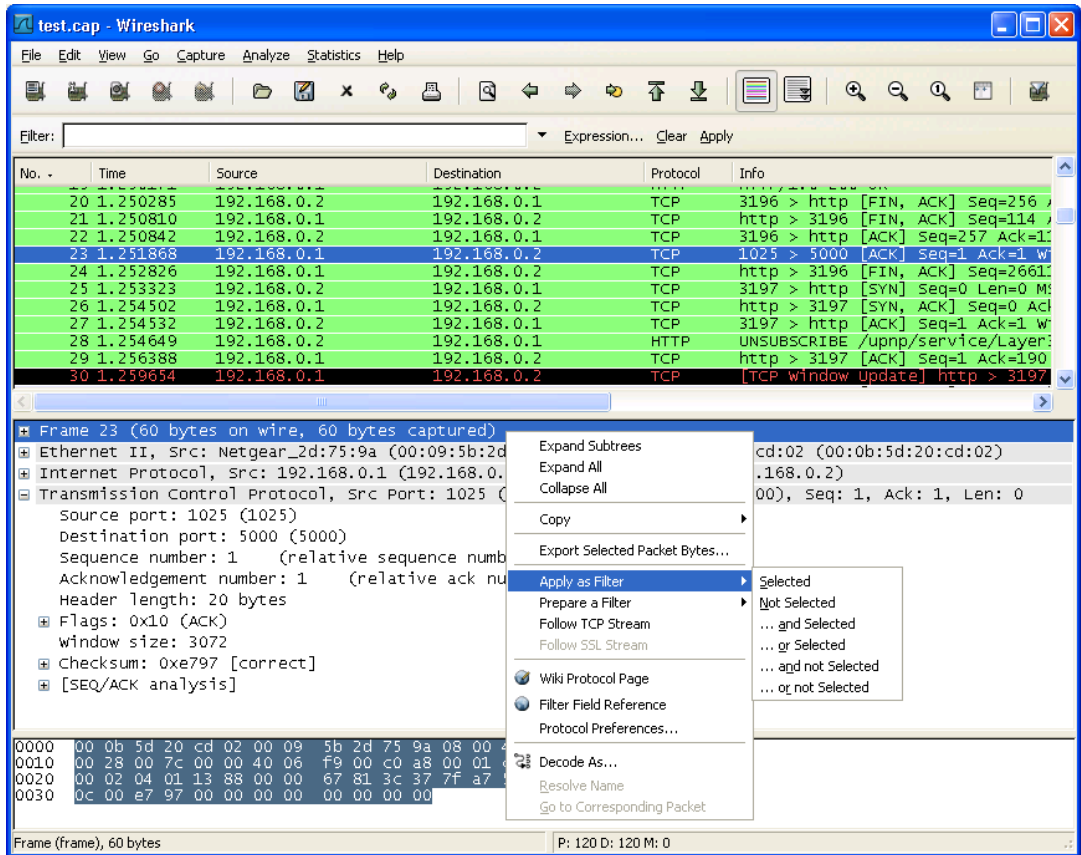 test.cap - Wireshark
File Edit View Go Capture Analyze Statistics Help
Filter: Expression... Clear Apply
No. - Time Source Destination Protocol Info
20 1.250285 192.168.0.2 192.168.0.1 TCP 3196 > http [FIN, ACK] Seq=256
21 1.250810 192.168.0.1 192.168.0.2 TCP http > 3196 [FIN, ACK] Seq=114
22 1.250842 192.168.0.2 192.168.0.1 TCP 3196 > http [ACK] Seq=257
23 1.251868 192.168.0.1 192.168.0.2 TCP 1025 > 5000 [ACK] Seq=1 Ack=1
24 1.252826 192.168.0.1 192.168.0.2 TCP http > 3196 [FIN, ACK]
25 1.253323 192.168.0.2 192.168.0.1 TCP 3197 > http [SYN] Seq=0 Len=0
26 1.254502 192.168.0.1 192.168.0.2 TCP http > 3197 [SYN, ACK] Seq=0
27 1.254532 192.168.0.2 192.168.0.1 TCP 3197 > http [ACK] Seq=1 Ack=1
28 1.254649 192.168.0.2 192.168.0.1 HTTP UNSUBSCRIBE
29 1.256388 192.168.0.1 192.168.0.2 TCP http > 3197 [ACK] Seq=1 Ack=190
30 1.259654 192.168.0.1 192.168.0.2 TCP [TCP Window Update] http > 3197
Frame 23 (60 bytes on wire, 60 bytes captured)
Ethernet II, Src: Netgear_2d:75:9a (00:09:5b:2d cd:02 (00:0b:5d:20:cd:02)
Internet Protocol, Src: 192.168.0.1 (192.168.0. .168.0.2)
Transmission Control Protocol, Src Port: 1025 ( 00), Seq: 1, Ack: 1, Len: 0
Source port: 1025 (1025)
Destination port: 5000 (5000)
Sequence number: 1 (relative sequence numb
Acknowledgement number: 1 (relative ack nu
Header length: 20 bytes
Flags: 0x10 (ACK)
Window size: 3072
Checksum: 0xe797 [correct]
[SEQ/ACK analysis]
Expand Subtrees
Expand All
Collapse All
Copy
Export Selected Packet Bytes...
Apply as Filter
Prepare a Filter
Follow TCP Stream
Follow SSL Stream
Wiki Protocol Page
Filter Field Reference
Protocol Preferences...
Decode As...
Resolve Name
Go to Corresponding Packet
Selected
Not Selected
... and Selected
... or Selected
... and not Selected
... or not Selected
0000 00 0b 5d 20 cd 02 00 09 5b 2d 75 9a 08 00
0010 00 28 00 7c 00 00 40 06 f9 00 c0 a8 00 01
0020 00 02 04 01 13 88 00 00 67 81 3c 37 7f a7
0030 0c 00 e7 97 00 00 00 00 00 00 00 00
Frame (frame), 60 bytes P: 120 D: 120 M: 0